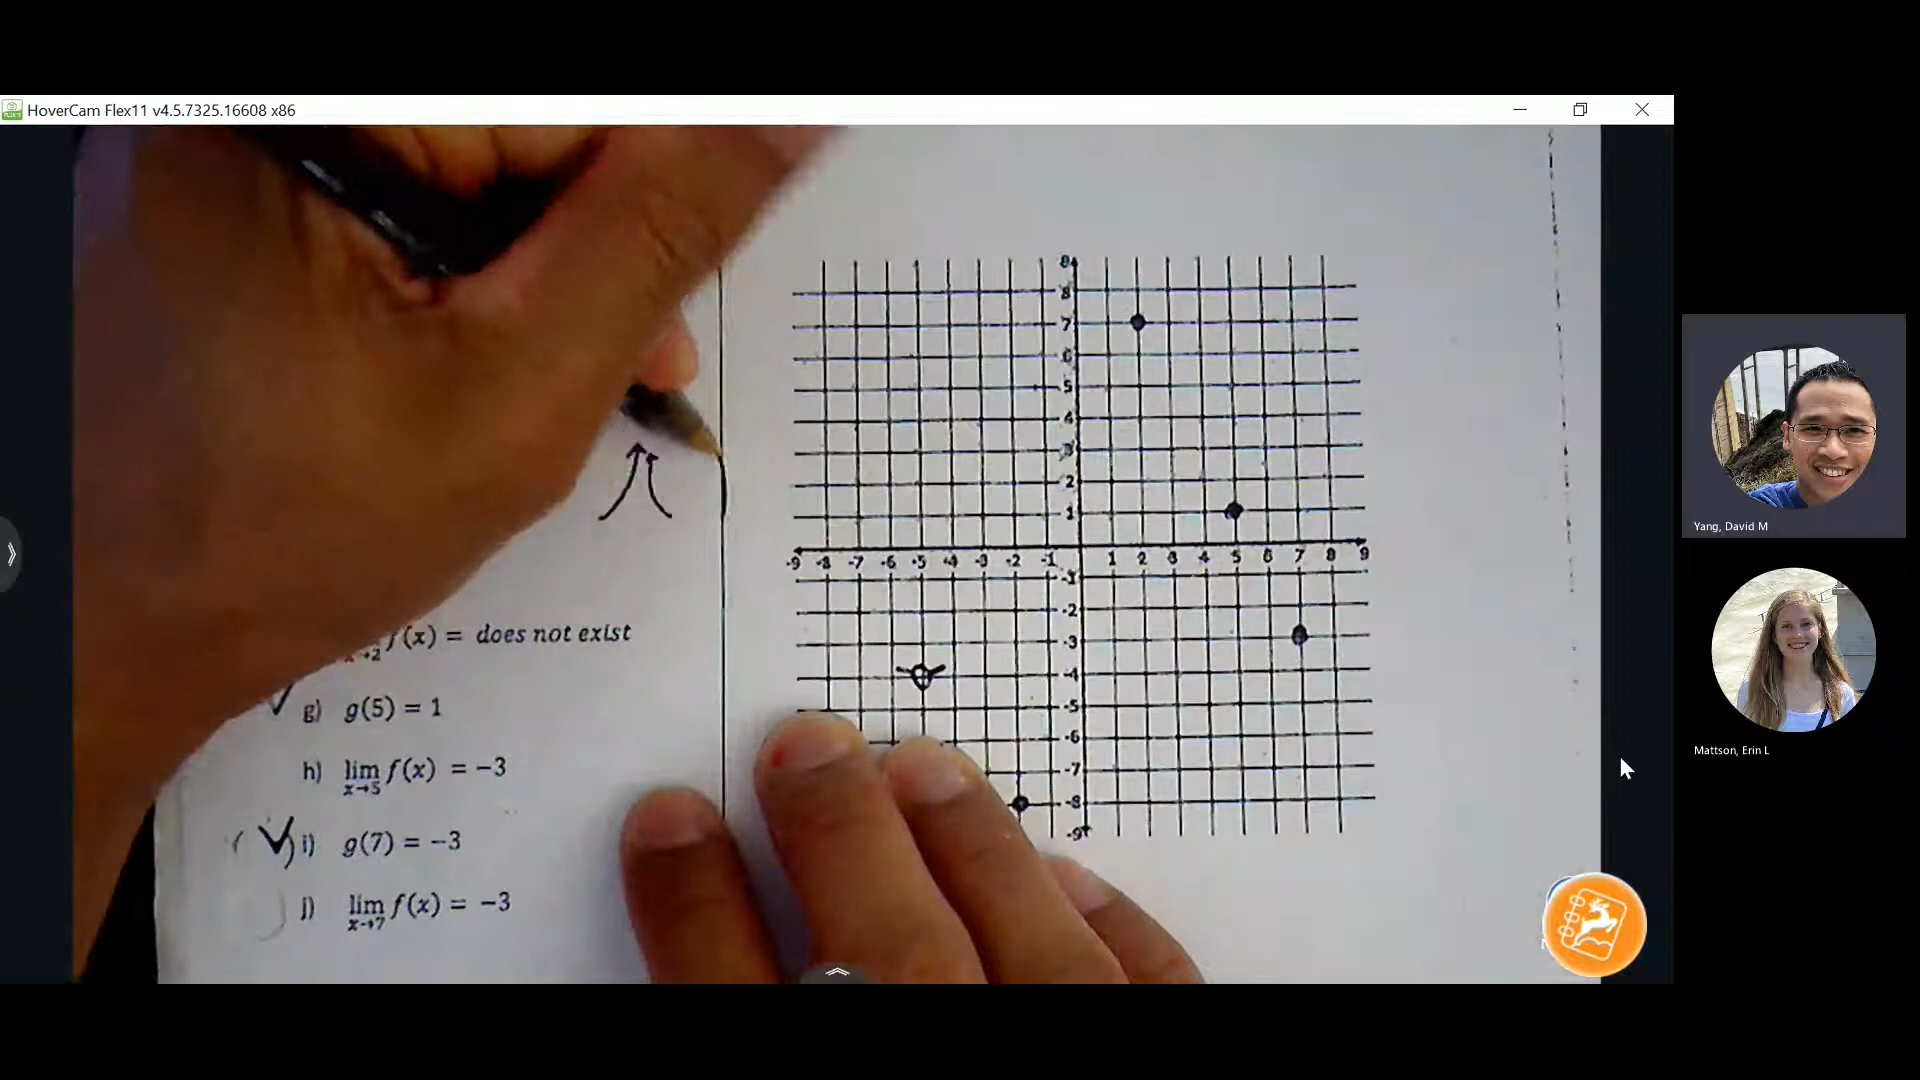 HoverCam Flex11 v4.5.7325.16608 x86
8
7
6
5
4
3
2
1
-9 -8 -7 -6 -5 -4 -3 -2 -1 1 2 3 4 5 6 7 8 9
-1
-2
-3
-4
-5
-6
-7
-8
-9
x→2 f(x) = does not exist
g) g(5) = 1
h) lim f(x) = −3
x→5
i) g(7) = −3
j) lim f(x) = −3
x→7
Yang, David M
Mattson, Erin L